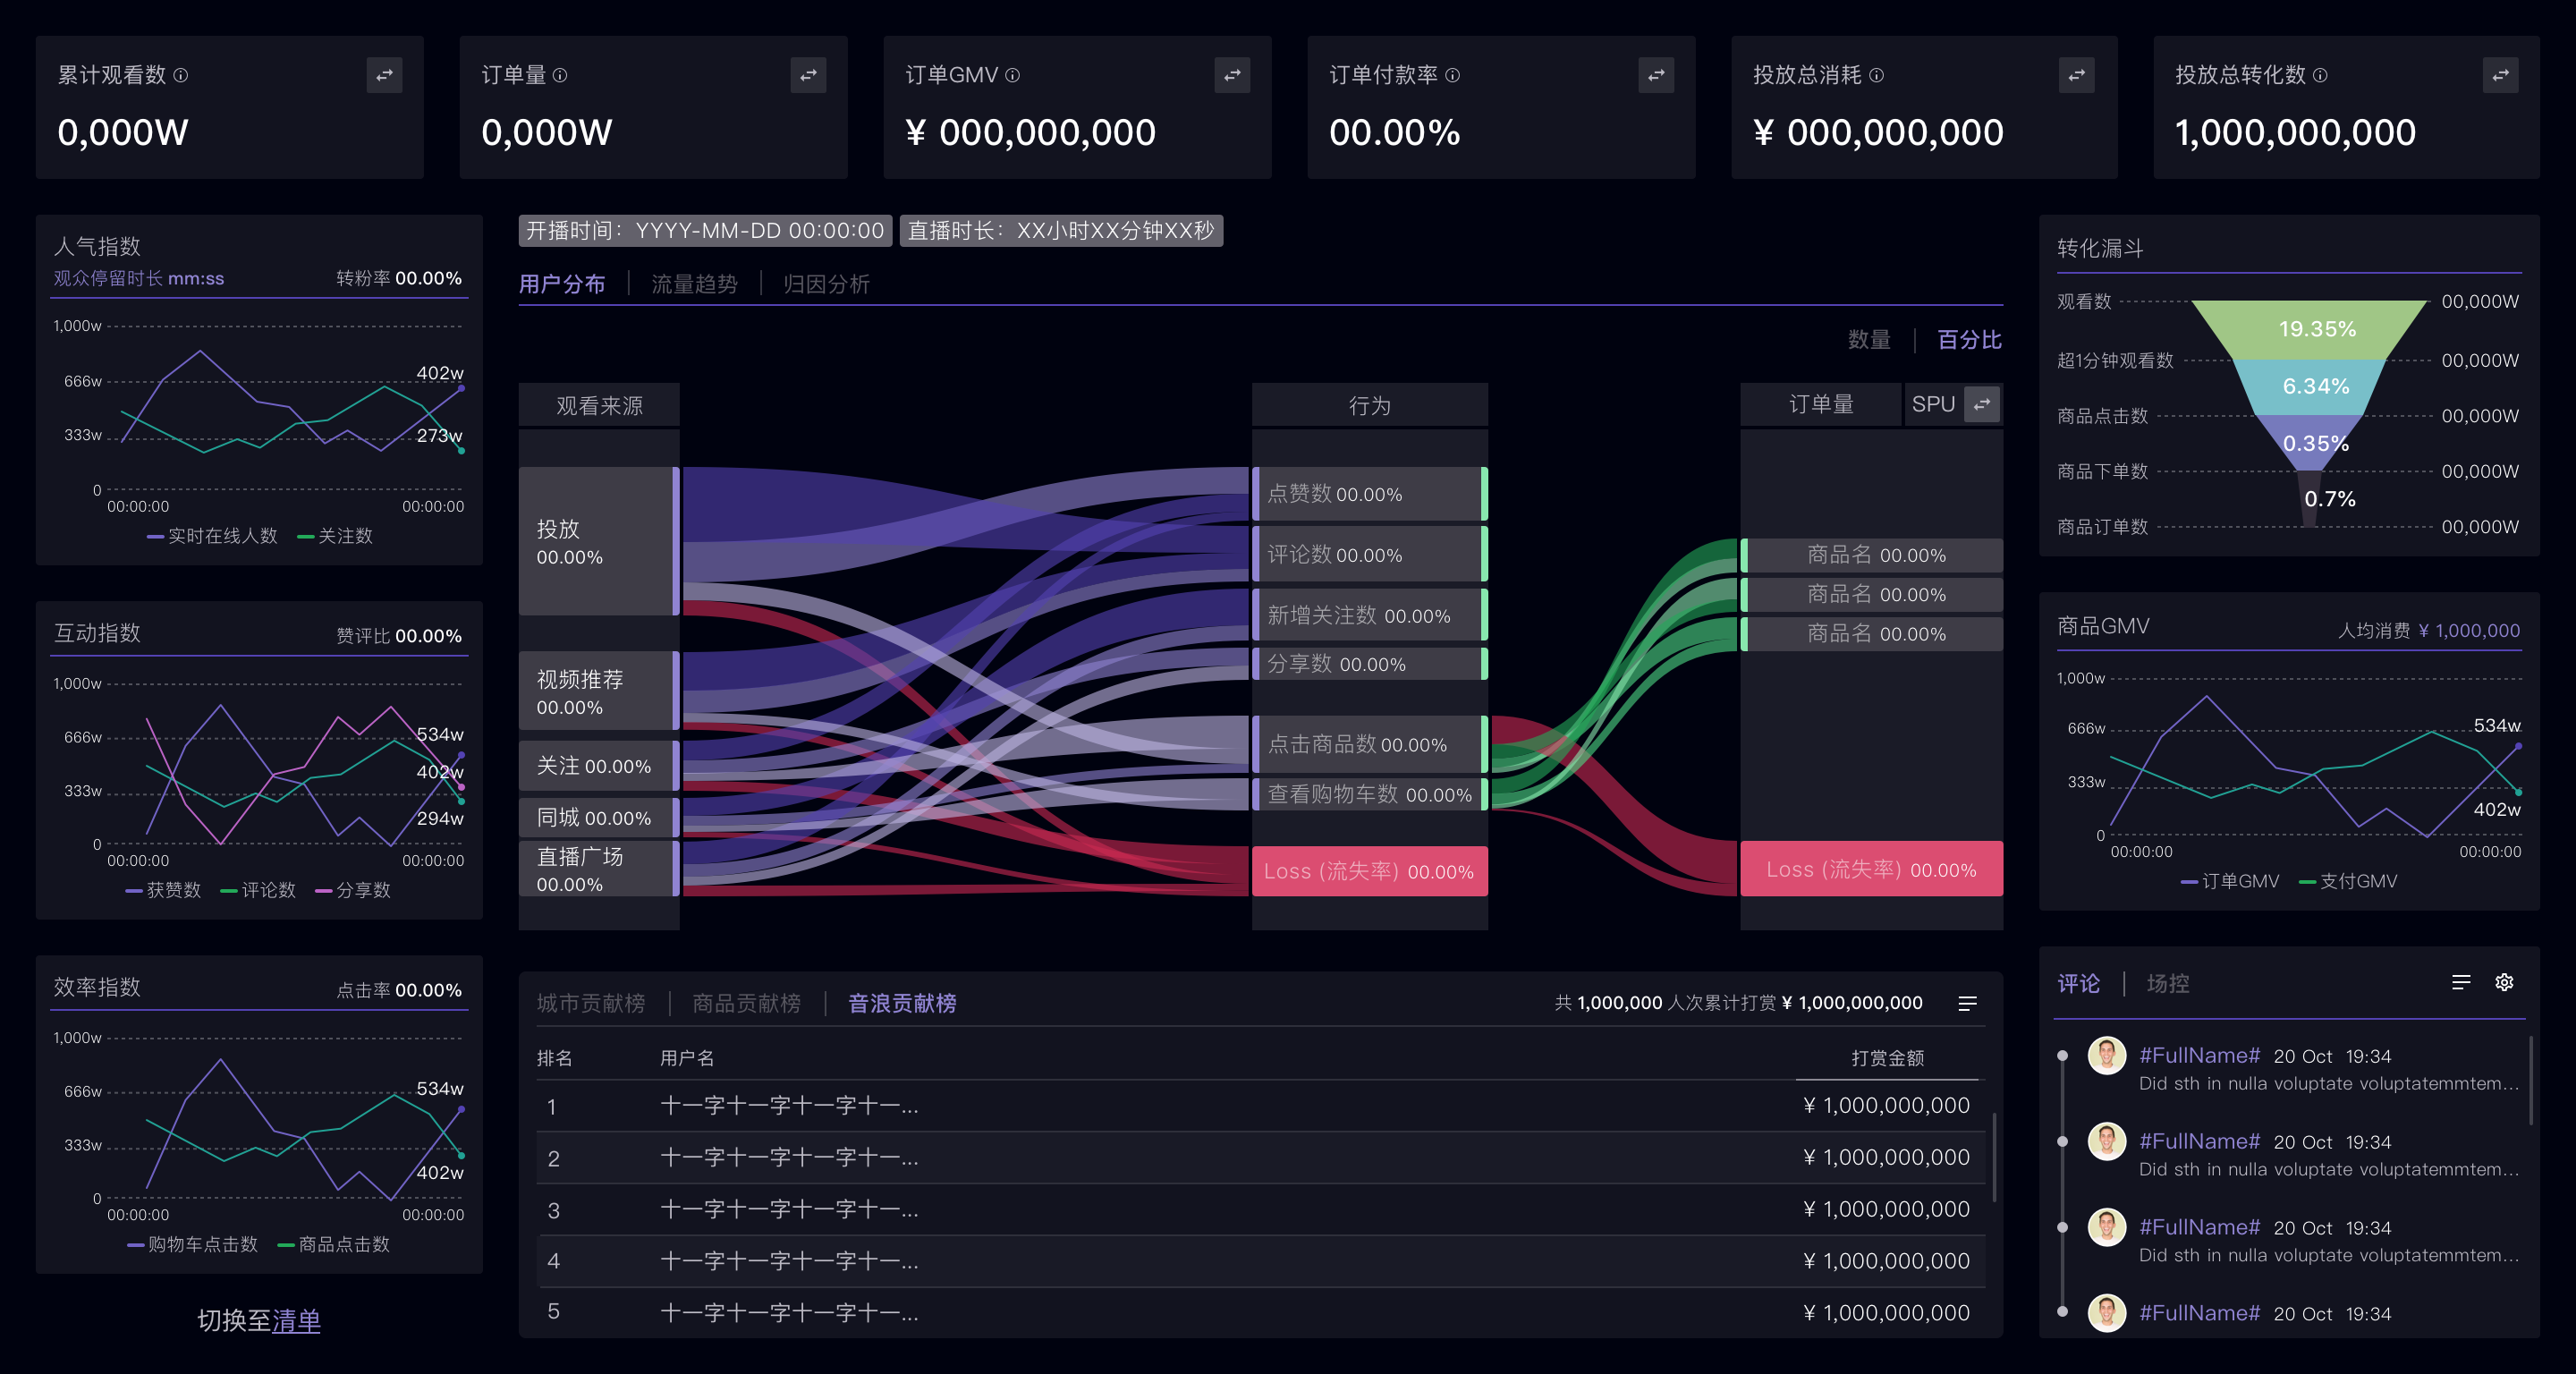 累计观看数
0,000W
订单量
0,000W
订单GMV
¥ 000,000,000
订单付款率
00.00%
投放总消耗
¥ 000,000,000
投放总转化数
1,000,000,000
人气指数
观众停留时长 mm:ss 转粉率 00.00%
1,000w
402w
666w
333w 273w
0
00:00:00 00:00:00
实时在线人数 关注数
互动指数 赞评比 00.00%
1,000w
666w 534w
402w
333w
294w
0
00:00:00 00:00:00
获赞数 评论数 分享数
效率指数 点击率 00.00%
1,000w
666w 534w
333w
402w
0
00:00:00 00:00:00
购物车点击数 商品点击数
切换至清单
开播时间：YYYY-MM-DD 00:00:00 直播时长：XX小时XX分钟XX秒
用户分布 流量趋势 归因分析
数量 百分比
观看来源
投放
00.00%
视频推荐
00.00%
关注 00.00%
同城 00.00%
直播广场
00.00%
行为
点赞数 00.00%
评论数 00.00%
新增关注数 00.00%
分享数 00.00%
点击商品数 00.00%
查看购物车数 00.00%
Loss (流失率) 00.00%
订单量 SPU
商品名 00.00%
商品名 00.00%
商品名 00.00%
Loss (流失率) 00.00%
城市贡献榜 商品贡献榜 音浪贡献榜 共 1,000,000 人次累计打赏 ¥ 1,000,000,000
排名 用户名 打赏金额
1 十一字十一字十一字十一... ¥ 1,000,000,000
2 十一字十一字十一字十一... ¥ 1,000,000,000
3 十一字十一字十一字十一... ¥ 1,000,000,000
4 十一字十一字十一字十一... ¥ 1,000,000,000
5 十一字十一字十一字十一... ¥ 1,000,000,000
转化漏斗
观看数 00,000W
19.35%
超1分钟观看数 00,000W
6.34%
商品点击数 00,000W
0.35%
商品下单数 00,000W
0.7%
商品订单数 00,000W
商品GMV 人均消费 ¥ 1,000,000
1,000w
666w 534w
333w
402w
0
00:00:00 00:00:00
订单GMV 支付GMV
评论 场控
#FullName# 20 Oct 19:34
Did sth in nulla voluptate voluptatemmtem...
#FullName# 20 Oct 19:34
Did sth in nulla voluptate voluptatemmtem...
#FullName# 20 Oct 19:34
Did sth in nulla voluptate voluptatemmtem...
#FullName# 20 Oct 19:34